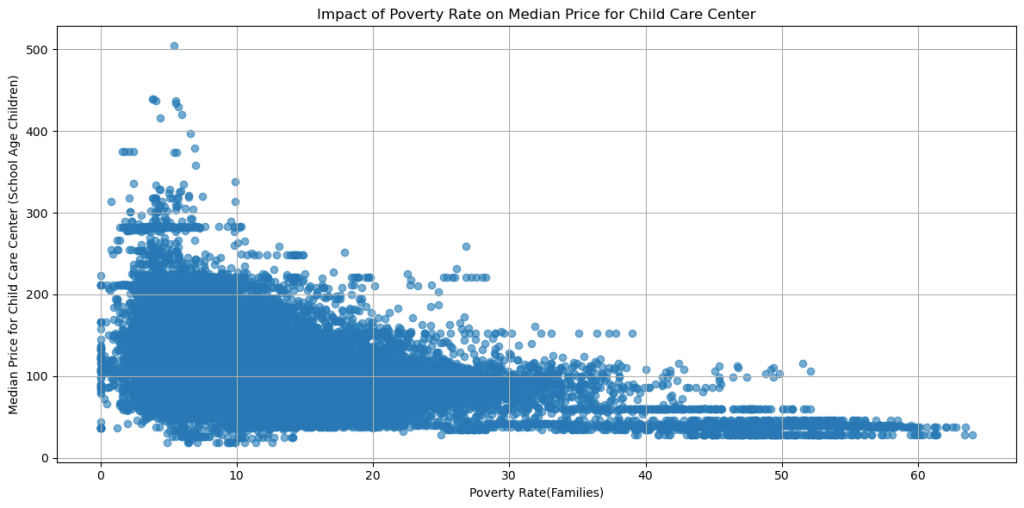 Impact of Poverty Rate on Median Price for Child Care Center
Median Price for Child Care Center (School Age Children)
500
400
300
200
100
0
0 10 20 30 40 50 60
Poverty Rate(Families)